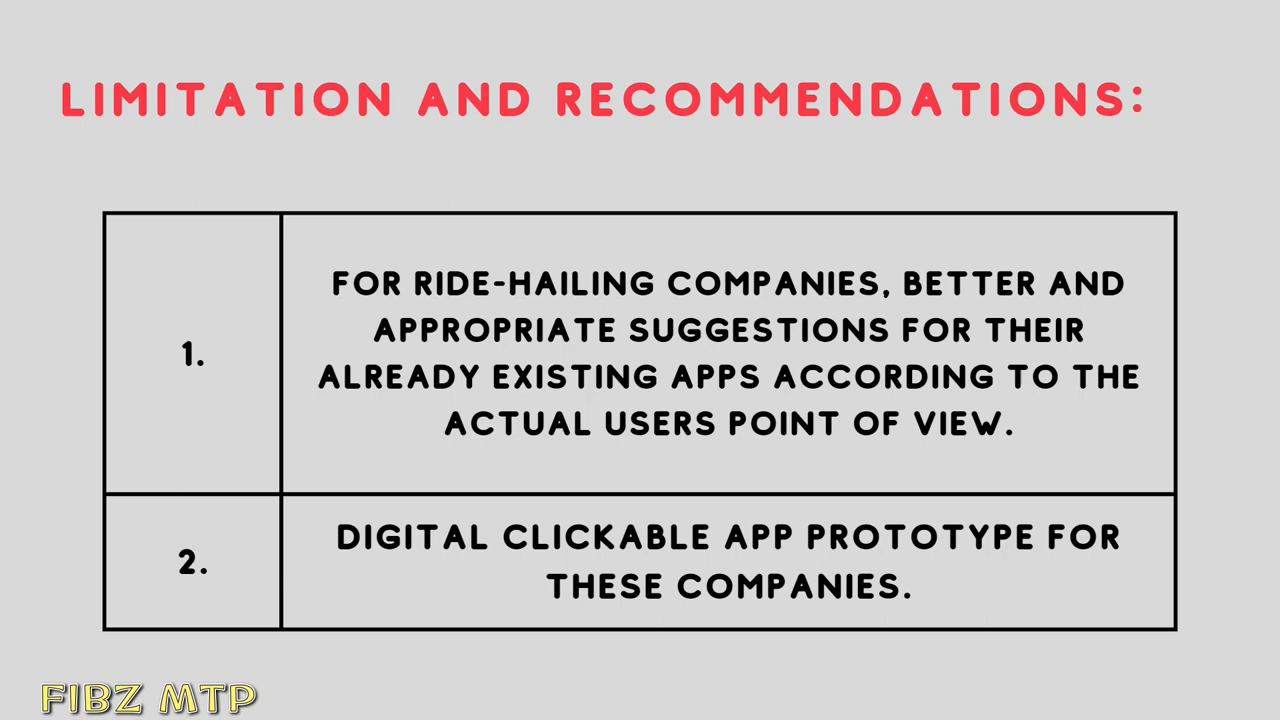 LIMITATION AND RECOMMENDATIONS:
1.
FOR RIDE-HAILING COMPANIES, BETTER AND
APPROPRIATE SUGGESTIONS FOR THEIR
ALREADY EXISTING APPS ACCORDING TO THE
ACTUAL USERS POINT OF VIEW.
2.
DIGITAL CLICKABLE APP PROTOTYPE FOR
THESE COMPANIES.
FIBZ MTP